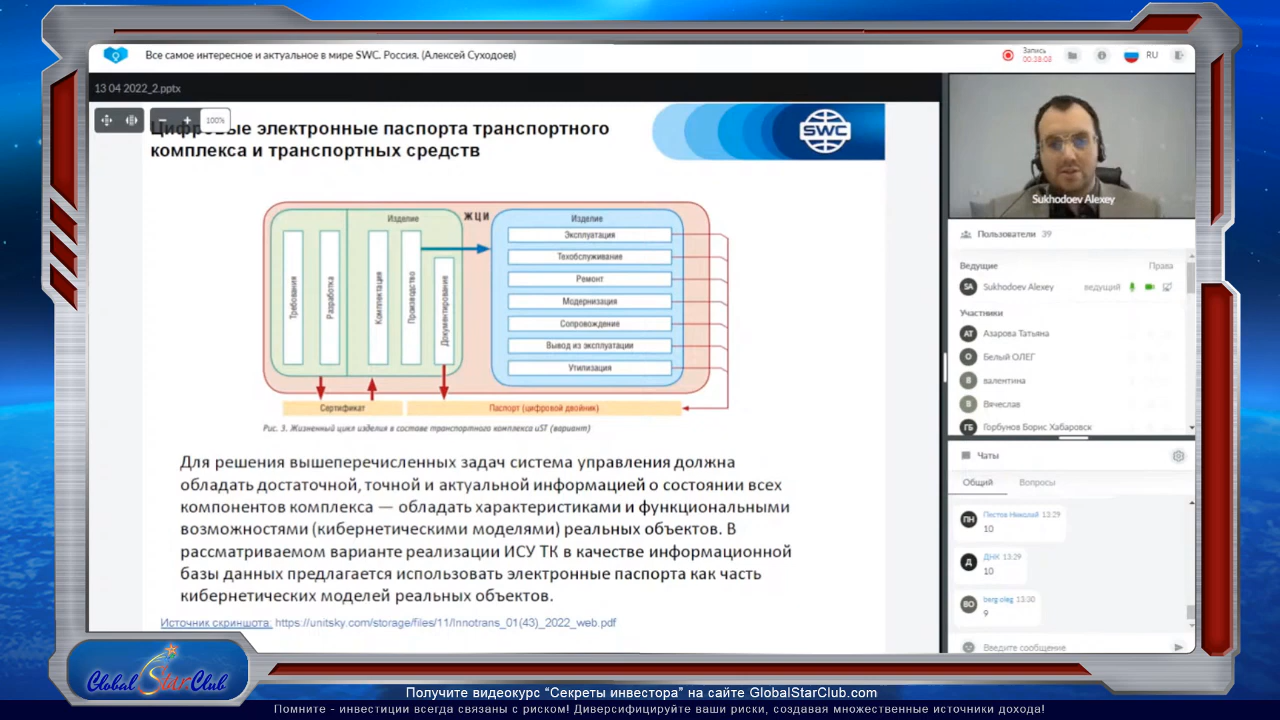 Все самое интересное и актуальное в мире SWC. Россия. (Алексей Суходоев)
Запись
00:28:03
RU
13 04 2022_2.pptx
100%
Цифровые электронные паспорта транспортного
комплекса и транспортных средств
SWC
Изделие
ЖЦИ
Изделие
Требования
Разработка
Комплектация
Производство
Документирование
Эксплуатация
Техобслуживание
Ремонт
Модернизация
Сопровождение
Вывод из эксплуатации
Утилизация
Сертификат
Паспорт (цифровой двойник)
Рис. 3. Жизненный цикл изделия в составе транспортного комплекса uST (вариант)
Для решения вышеперечисленных задач система управления должна
обладать достаточной, точной и актуальной информацией о состоянии всех
компонентов комплекса — обладать характеристиками и функциональными
возможностями (кибернетическими моделями) реальных объектов. В
рассматриваемом варианте реализации ИСУ ТК в качестве информационной
базы данных предлагается использовать электронные паспорта как часть
кибернетических моделей реальных объектов.
Источник скриншота: https://unitsky.com/storage/files/11/Innotrans_01(43)_2022_web.pdf
Sukhodoev Alexey
Пользователи 39
Ведущие Права
SA Sukhodoev Alexey ведущий
Участники
АТ Азарова Татьяна
О Белый ОЛЕГ
В валентина
В Вячеслав
ГБ Горбунов Борис Хабаровск
Чаты
Общий Вопросы
ПН Пестов Николай 13:29
10
Д ДНК 13:29
10
BO berg oleg 13:30
9
Введите сообщение
Global Star Club
Получите видеокурс “Секреты инвестора” на сайте GlobalStarClub.com
Помните - инвестиции всегда связаны с риском! Диверсифицируйте ваши риски, создавая множественные источники дохода!